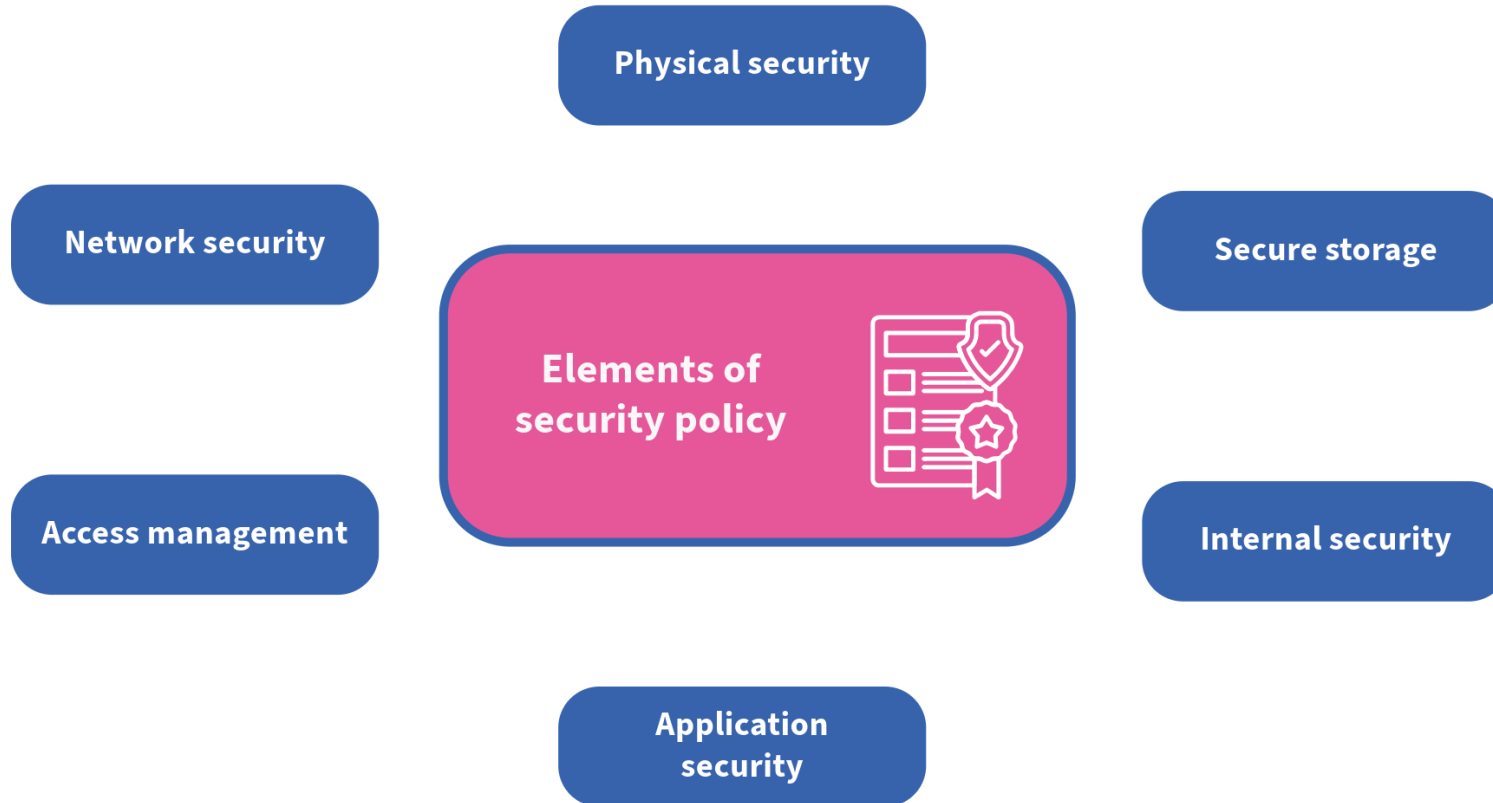 Physical security
Network security
Secure storage
Elements of
security policy
Access management
Internal security
Application
security